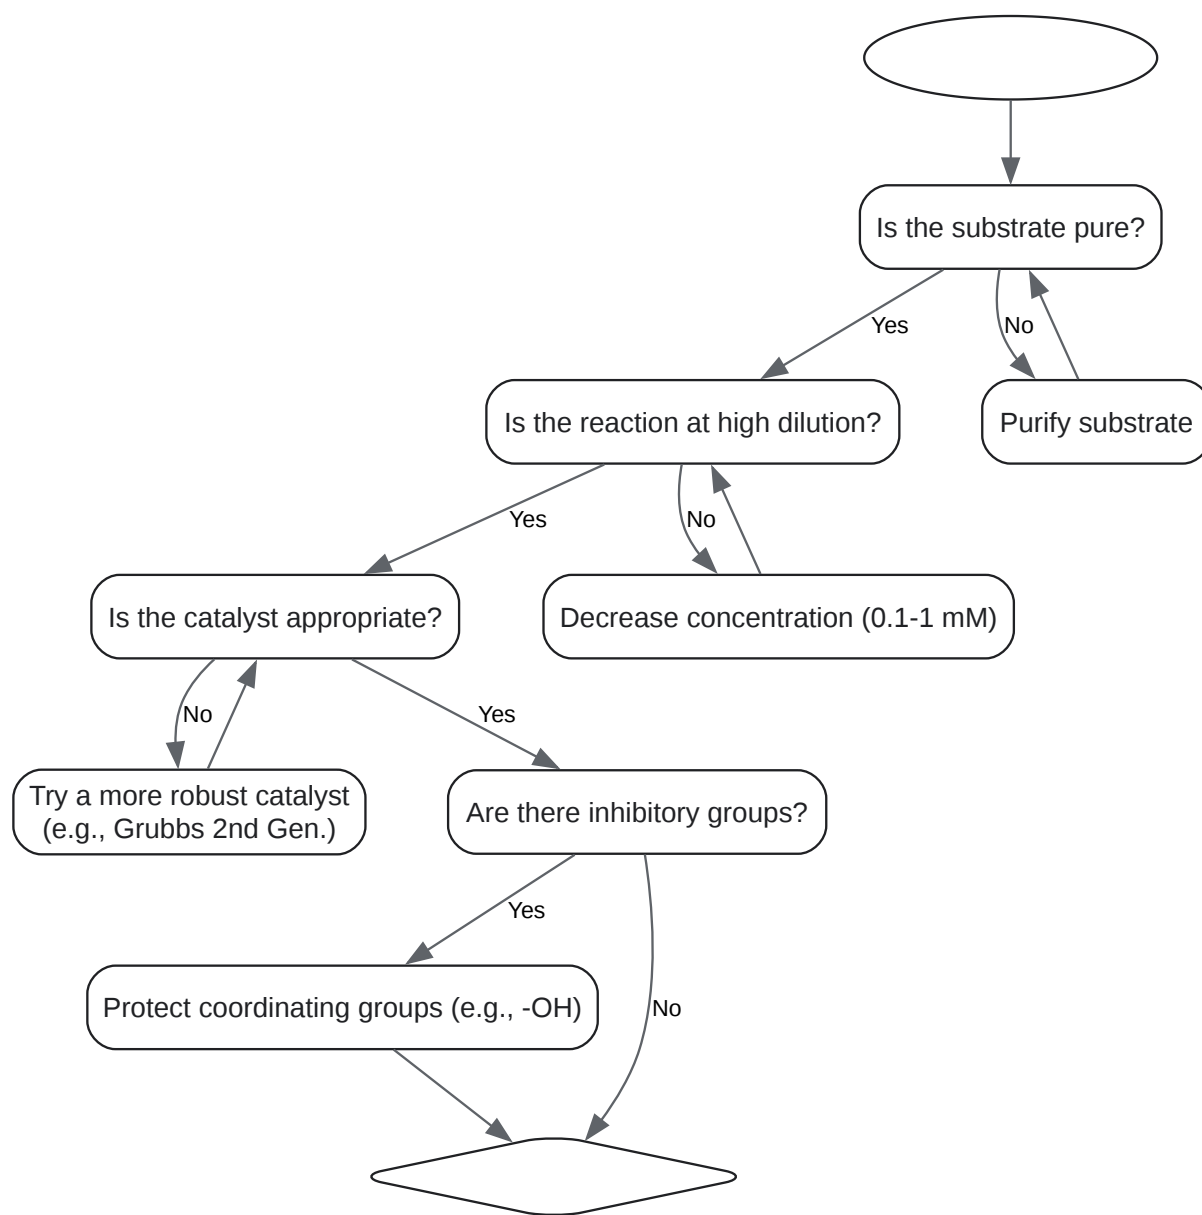 Is the substrate pure?
Yes
No
Is the reaction at high dilution?
Purify substrate
Yes
No
Is the catalyst appropriate?
Decrease concentration (0.1-1 mM)
No
Yes
Try a more robust catalyst
(e.g., Grubbs 2nd Gen.)
Are there inhibitory groups?
Yes
Protect coordinating groups (e.g., -OH)
No